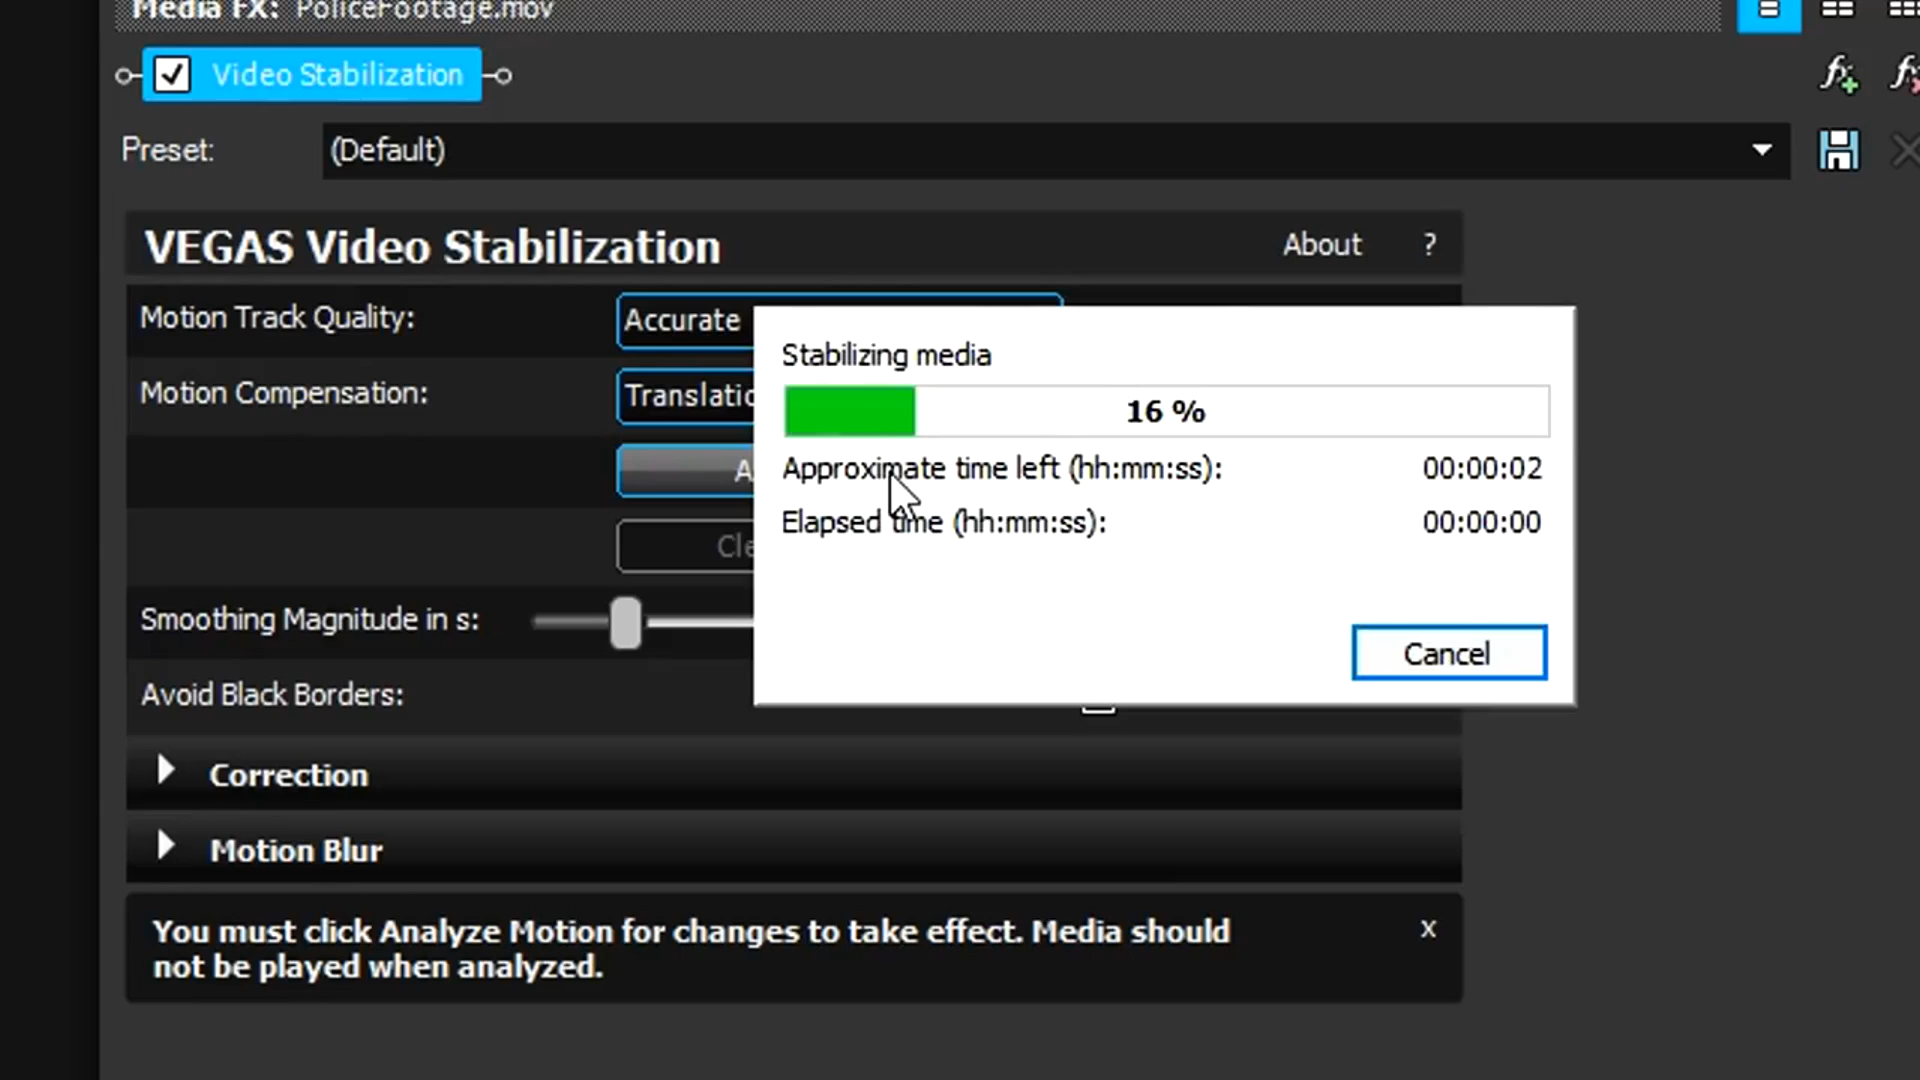 Media FX: PoliceFootage.mov
Video Stabilization
Preset:
(Default)
VEGAS Video Stabilization
About
?
Motion Track Quality:
Accurate
Motion Compensation:
Translatio
A
Cle
Smoothing Magnitude in s:
Avoid Black Borders:
Stabilizing media
16 %
Approximate time left (hh:mm:ss):
00:00:02
Elapsed time (hh:mm:ss):
00:00:00
Cancel
Correction
Motion Blur
You must click Analyze Motion for changes to take effect. Media should
not be played when analyzed.
x